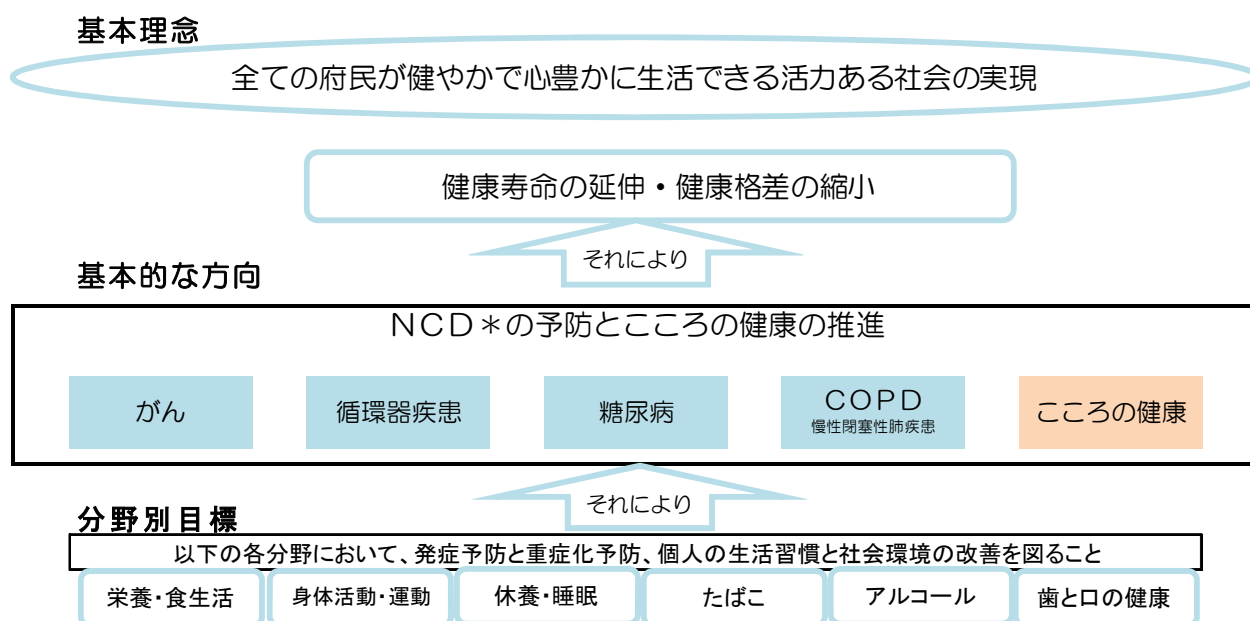 基本理念
全ての府民が健やかで心豊かに生活できる活力ある社会の実現
健康寿命の延伸・健康格差の縮小
それにより
基本的な方向
NCD＊の予防とこころの健康の推進
がん
循環器疾患
糖尿病
COPD
慢性閉塞性肺疾患
こころの健康
それにより
分野別目標
以下の各分野において、発症予防と重症化予防、個人の生活習慣と社会環境の改善を図ること
栄養・食生活
身体活動・運動
休養・睡眠
たばこ
アルコール
歯と口の健康